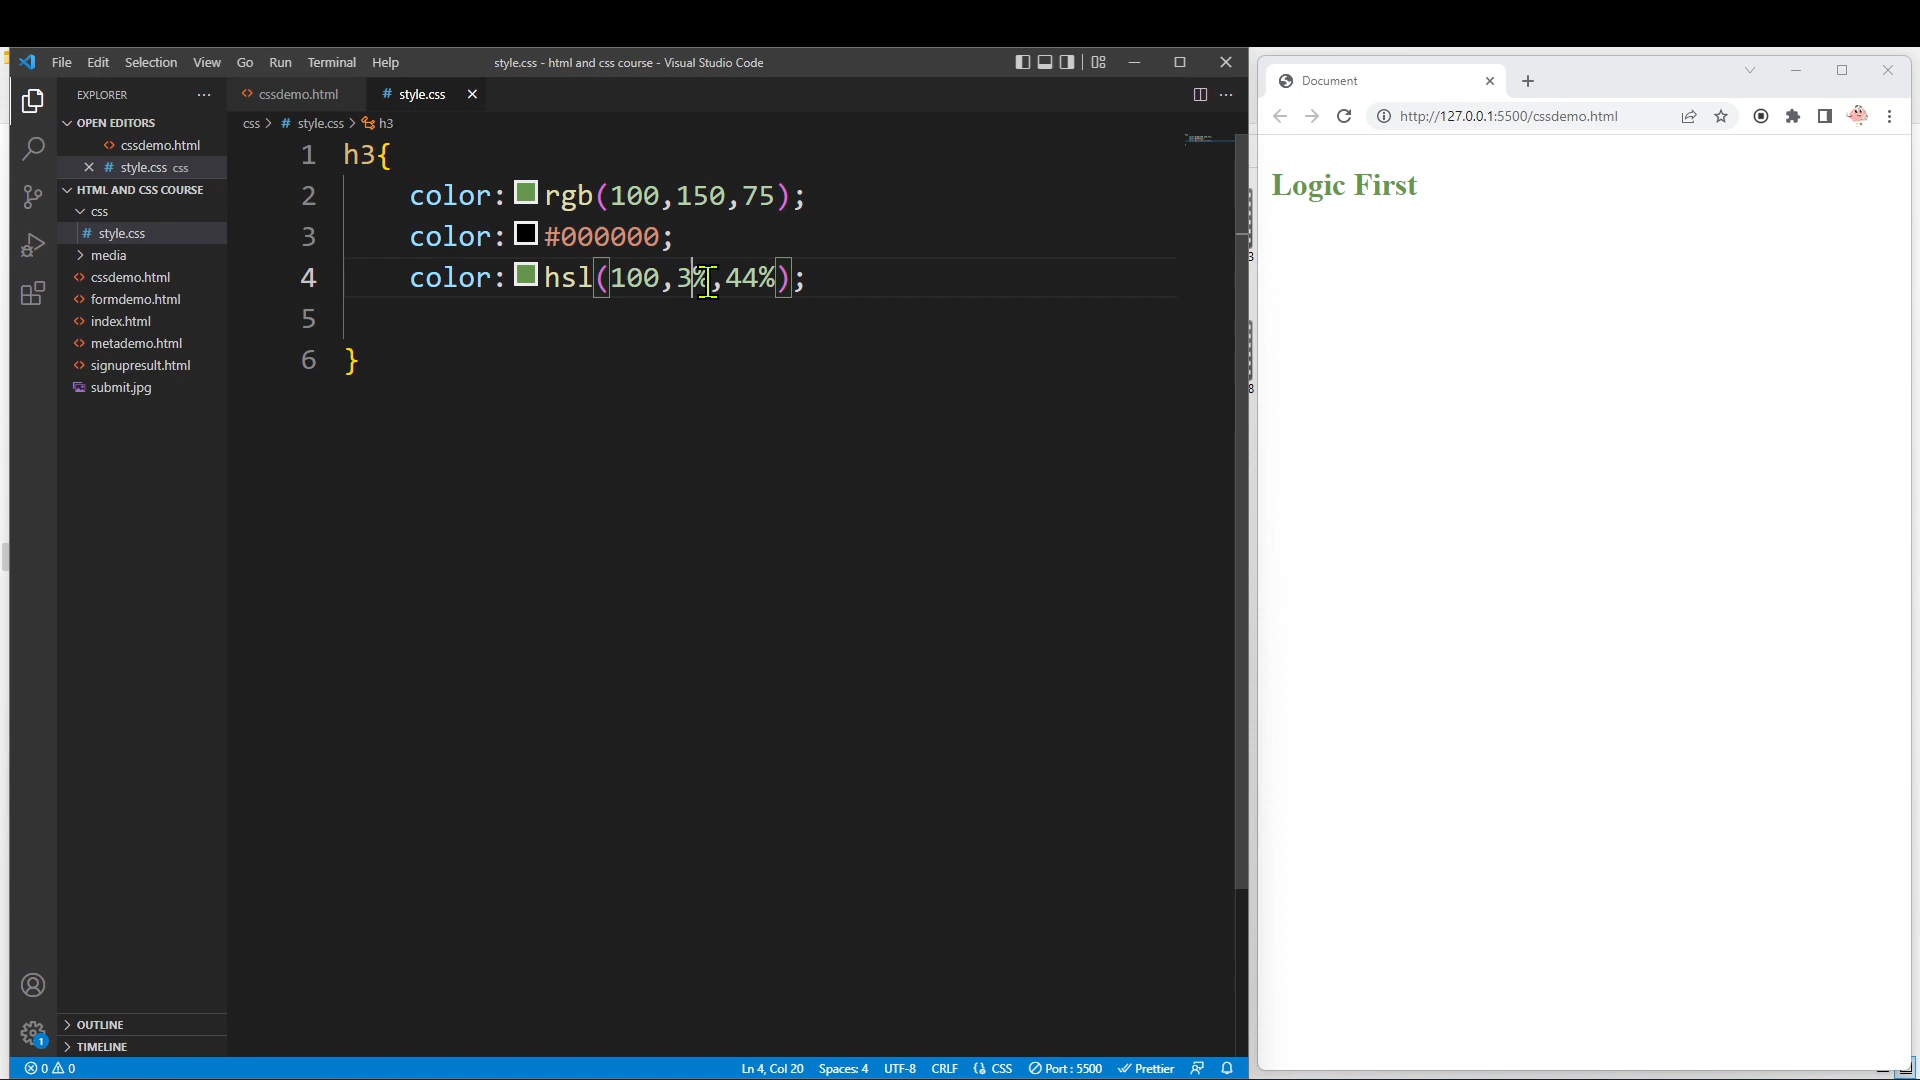 File Edit Selection View Go Run Terminal Help
style.css - html and css course - Visual Studio Code
EXPLORER
OPEN EDITORS
cssdemo.html
style.css css
HTML AND CSS COURSE
css
style.css
media
cssdemo.html
formdemo.html
index.html
metademo.html
signupresult.html
submit.jpg
OUTLINE
TIMELINE
cssdemo.html
# style.css
css > # style.css > h3
1 h3{
2 color: rgb(100,150,75);
3 color: #000000;
4 color: hsl(100,3%,44%);
5
6 }
0 0
Ln 4, Col 20 Spaces: 4 UTF-8 CRLF {} CSS Port : 5500 Prettier
1
3
8
Document
http://127.0.0.1:5500/cssdemo.html
Logic First